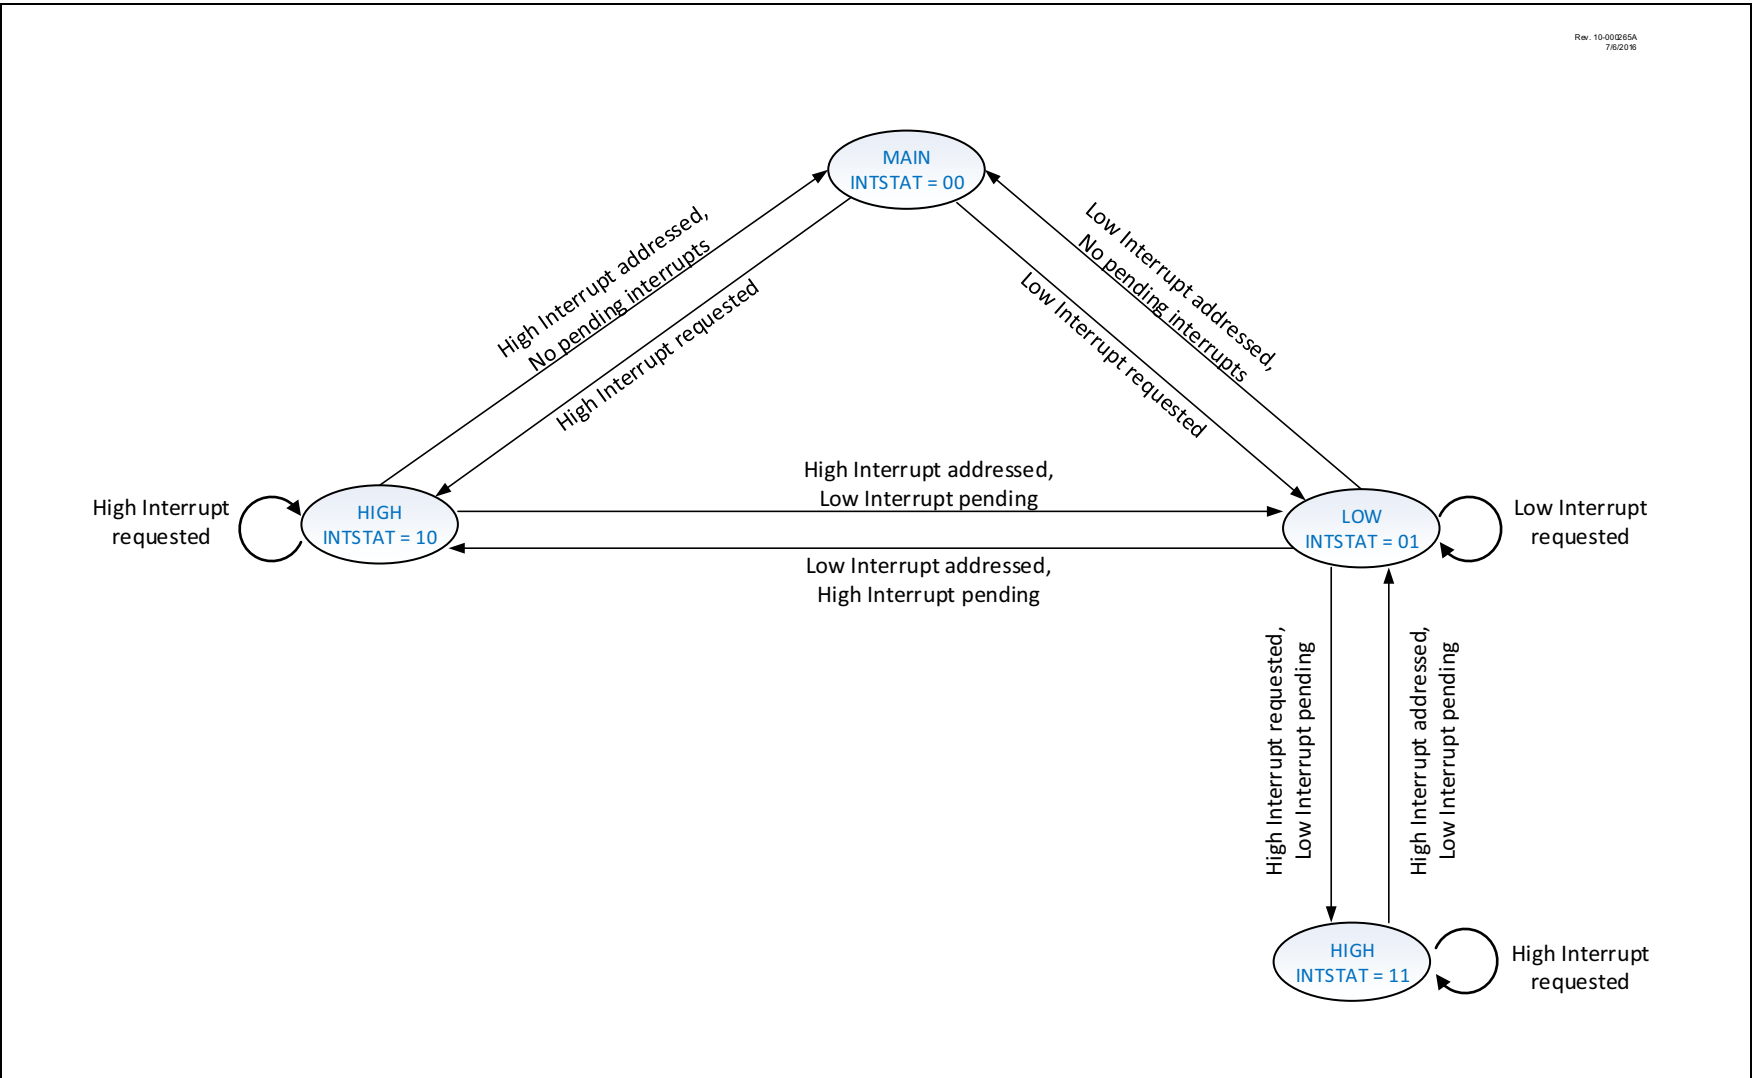 Rev. 10-000265A
7/6/2016
MAIN
INTSTAT = 00
High Interrupt addressed,
No pending interrupts
High Interrupt requested
Low Interrupt addressed,
No pending interrupts
Low Interrupt requested
High Interrupt addressed,
Low Interrupt pending
High Interrupt
requested
HIGH
INTSTAT = 10
LOW
INTSTAT = 01
Low Interrupt
requested
Low Interrupt addressed,
High Interrupt pending
High Interrupt requested,
Low Interrupt pending
High Interrupt addressed,
Low Interrupt pending
HIGH
INTSTAT = 11
High Interrupt
requested